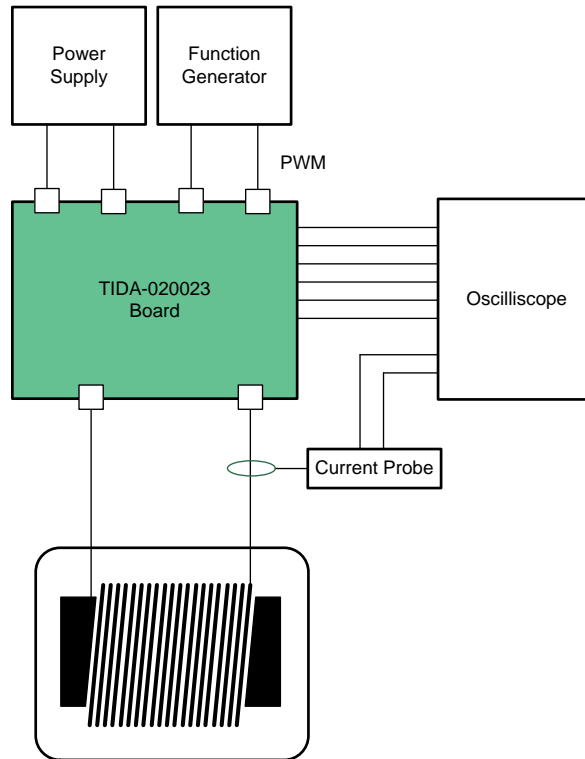 Power
Supply
Function
Generator
PWM
TIDA-020023
Board
Oscilliscope
Current Probe